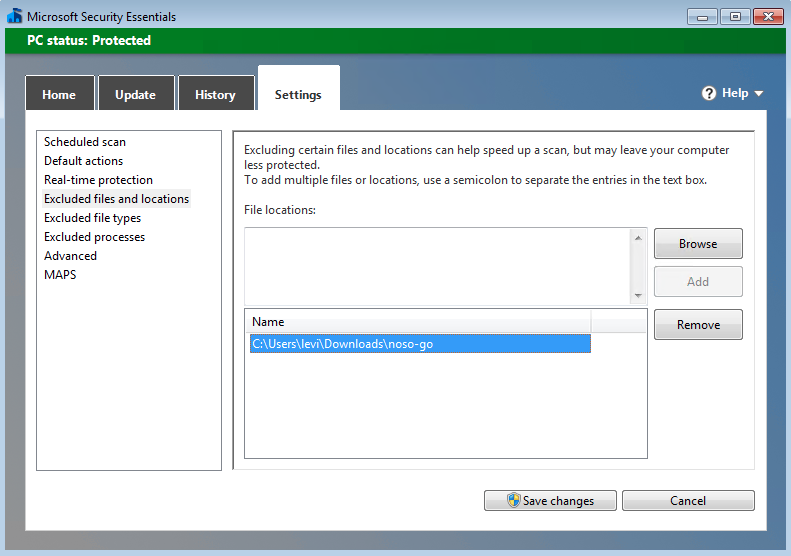 Microsoft Security Essentials
PC status: Protected
Home
Update
History
Settings
Help
Scheduled scan
Default actions
Real-time protection
Excluded files and locations
Excluded file types
Excluded processes
Advanced
MAPS
Excluding certain files and locations can help speed up a scan, but may leave your computer
less protected.
To add multiple files or locations, use a semicolon to separate the entries in the text box.
File locations:
Browse
Add
Name
Remove
C:\Users\levi\Downloads\noso-go
Save changes
Cancel